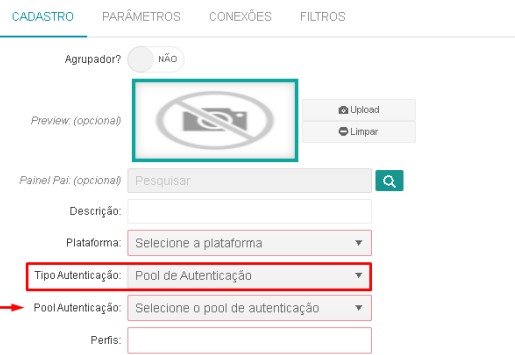 CADASTRO PARÂMETROS CONEXÕES FILTROS
Agrupador? NÃO
Preview: (opcional) Upload
Limpar
Painel Pai: (opcional) Pesquisar
Descrição:
Plataforma: Selecione a plataforma
Tipo Autenticação: Pool de Autenticação
Pool Autenticação: Selecione o pool de autenticação
Perfis: